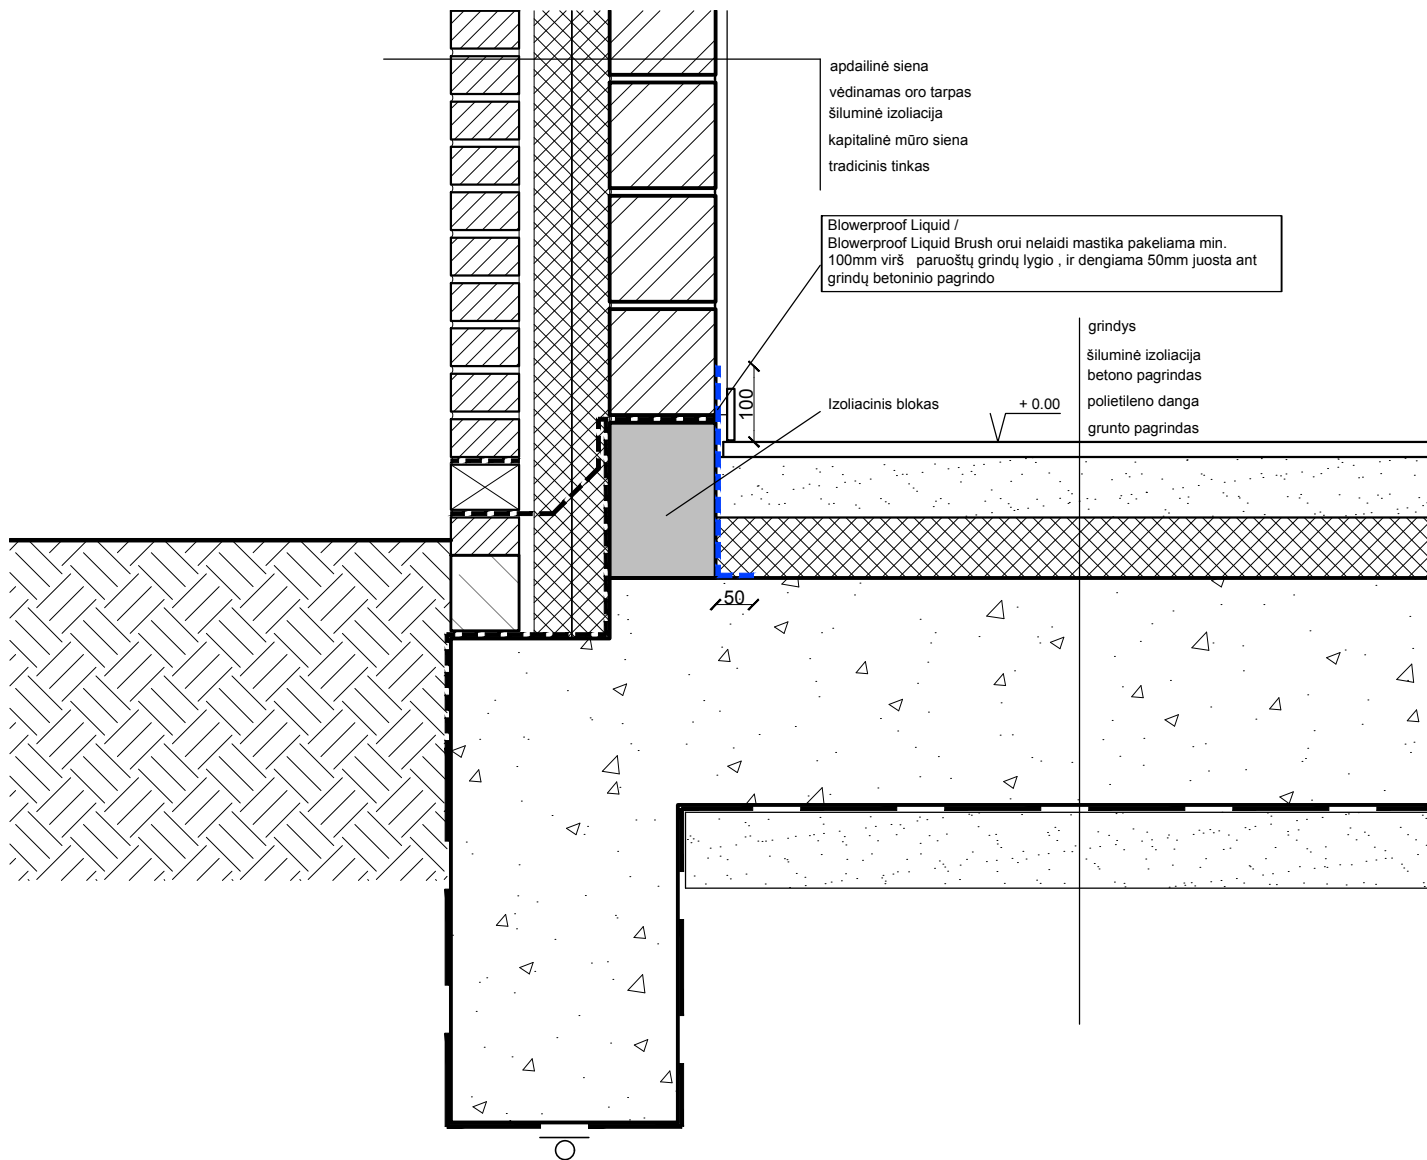 apdailinė siena
vėdinamas oro tarpas
šiluminė izoliacija
kapitalinė mūro siena
tradicinis tinkas
Blowerproof Liquid /
Blowerproof Liquid Brush orui nelaidi mastika pakeliama min.
100mm virš paruoštų grindų lygio , ir dengiama 50mm juosta ant
grindų betoninio pagrindo
grindys
šiluminė izoliacija
betono pagrindas
polietileno danga
grunto pagrindas
Izoliacinis blokas
+ 0.00
100
50